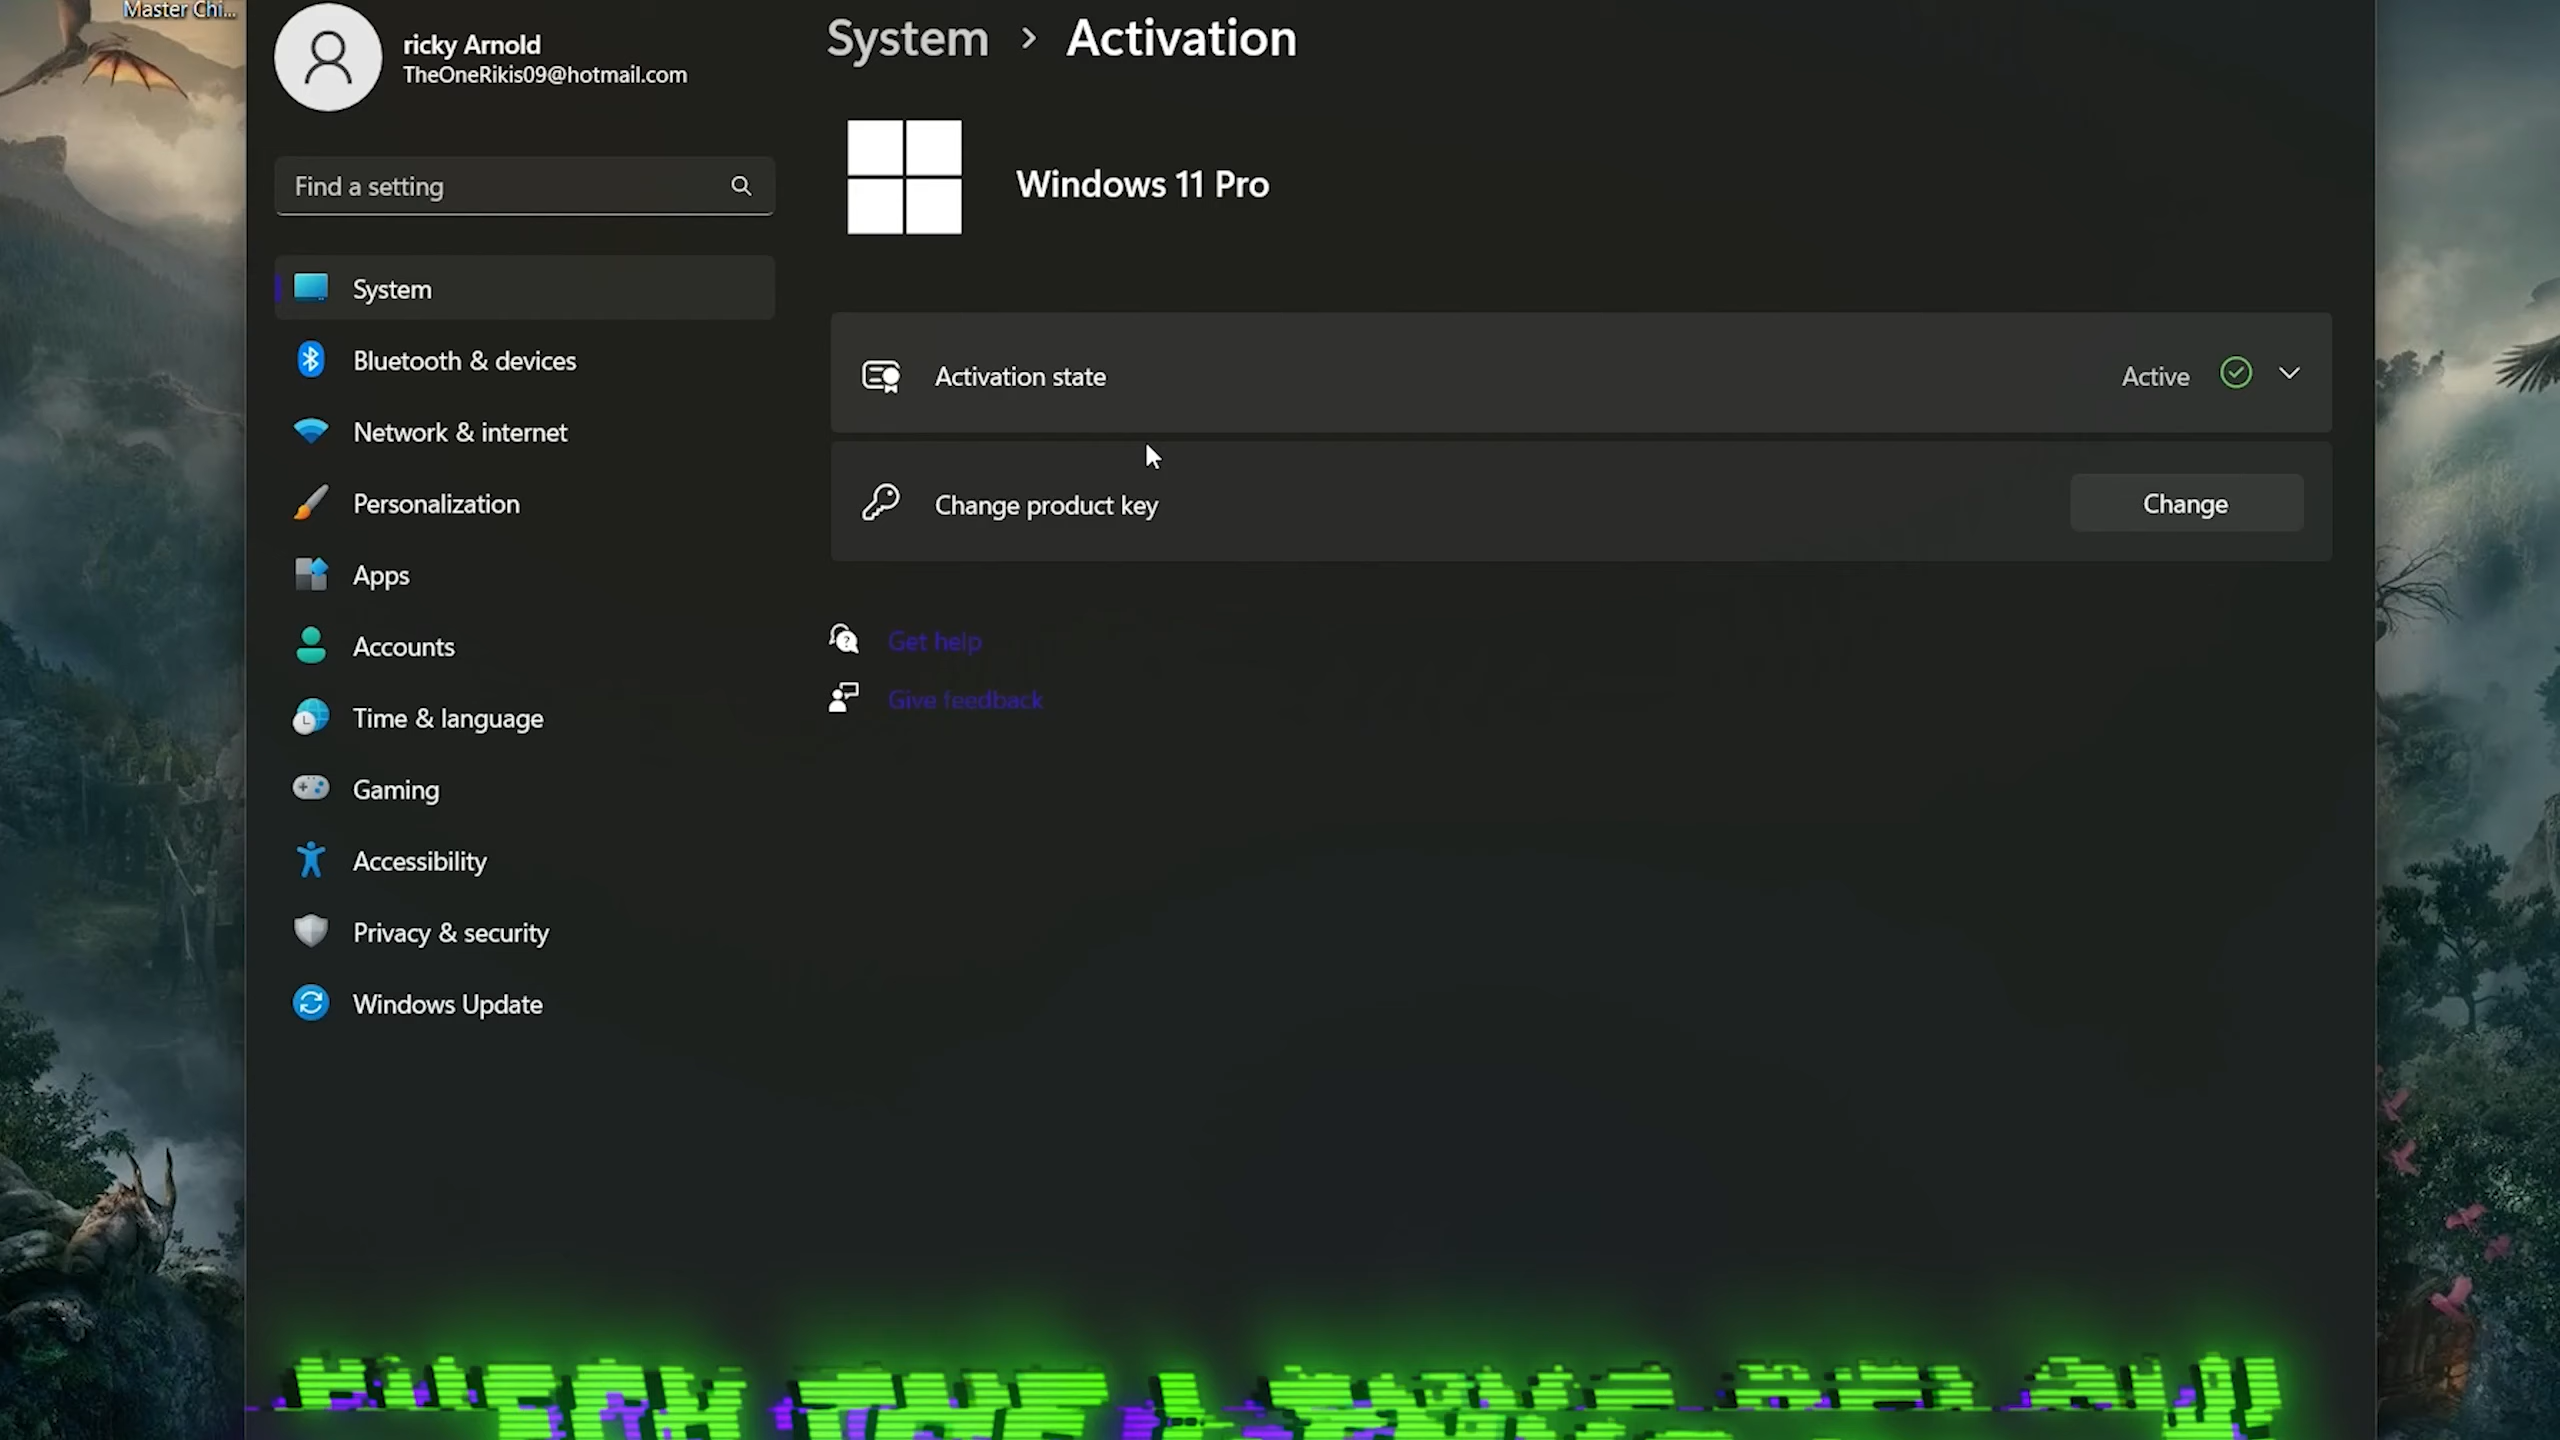 Master Chi...
ricky Arnold
TheOneRikis09@hotmail.com
System > Activation
Find a setting
Windows 11 Pro
System
Bluetooth & devices
Network & internet
Personalization
Apps
Accounts
Time & language
Gaming
Accessibility
Privacy & security
Windows Update
Activation state
Active
Change product key
Change
Get help
Give feedback